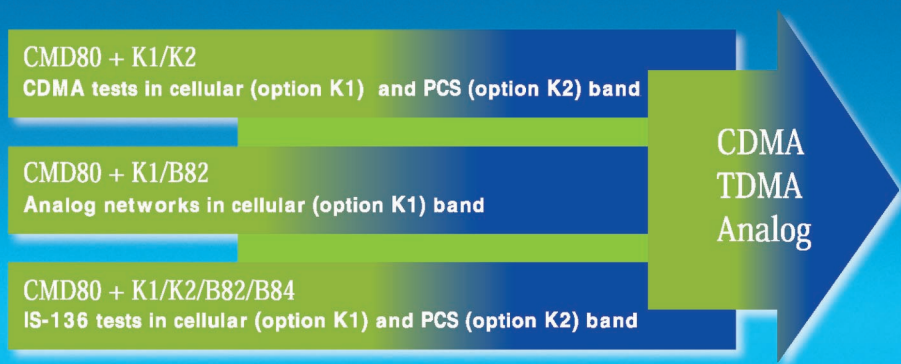 CMD80 + K1/K2
CDMA tests in cellular (option K1) and PCS (option K2) band
CMD80 + K1/B82
Analog networks in cellular (option K1) band
CMD80 + K1/K2/B82/B84
IS-136 tests in cellular (option K1) and PCS (option K2) band
CDMA
TDMA
Analog